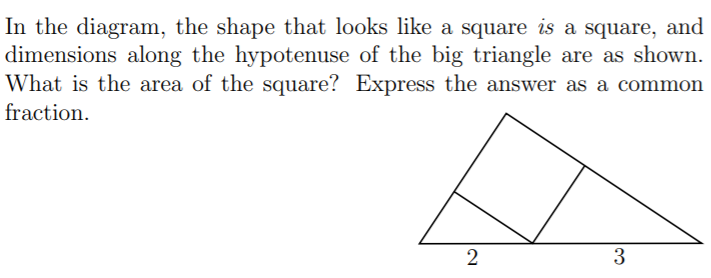 In the diagram, the shape that looks like a square is a square, and
dimensions along the hypotenuse of the big triangle are as shown.
What is the area of the square? Express the answer as a common
fraction.
2 3